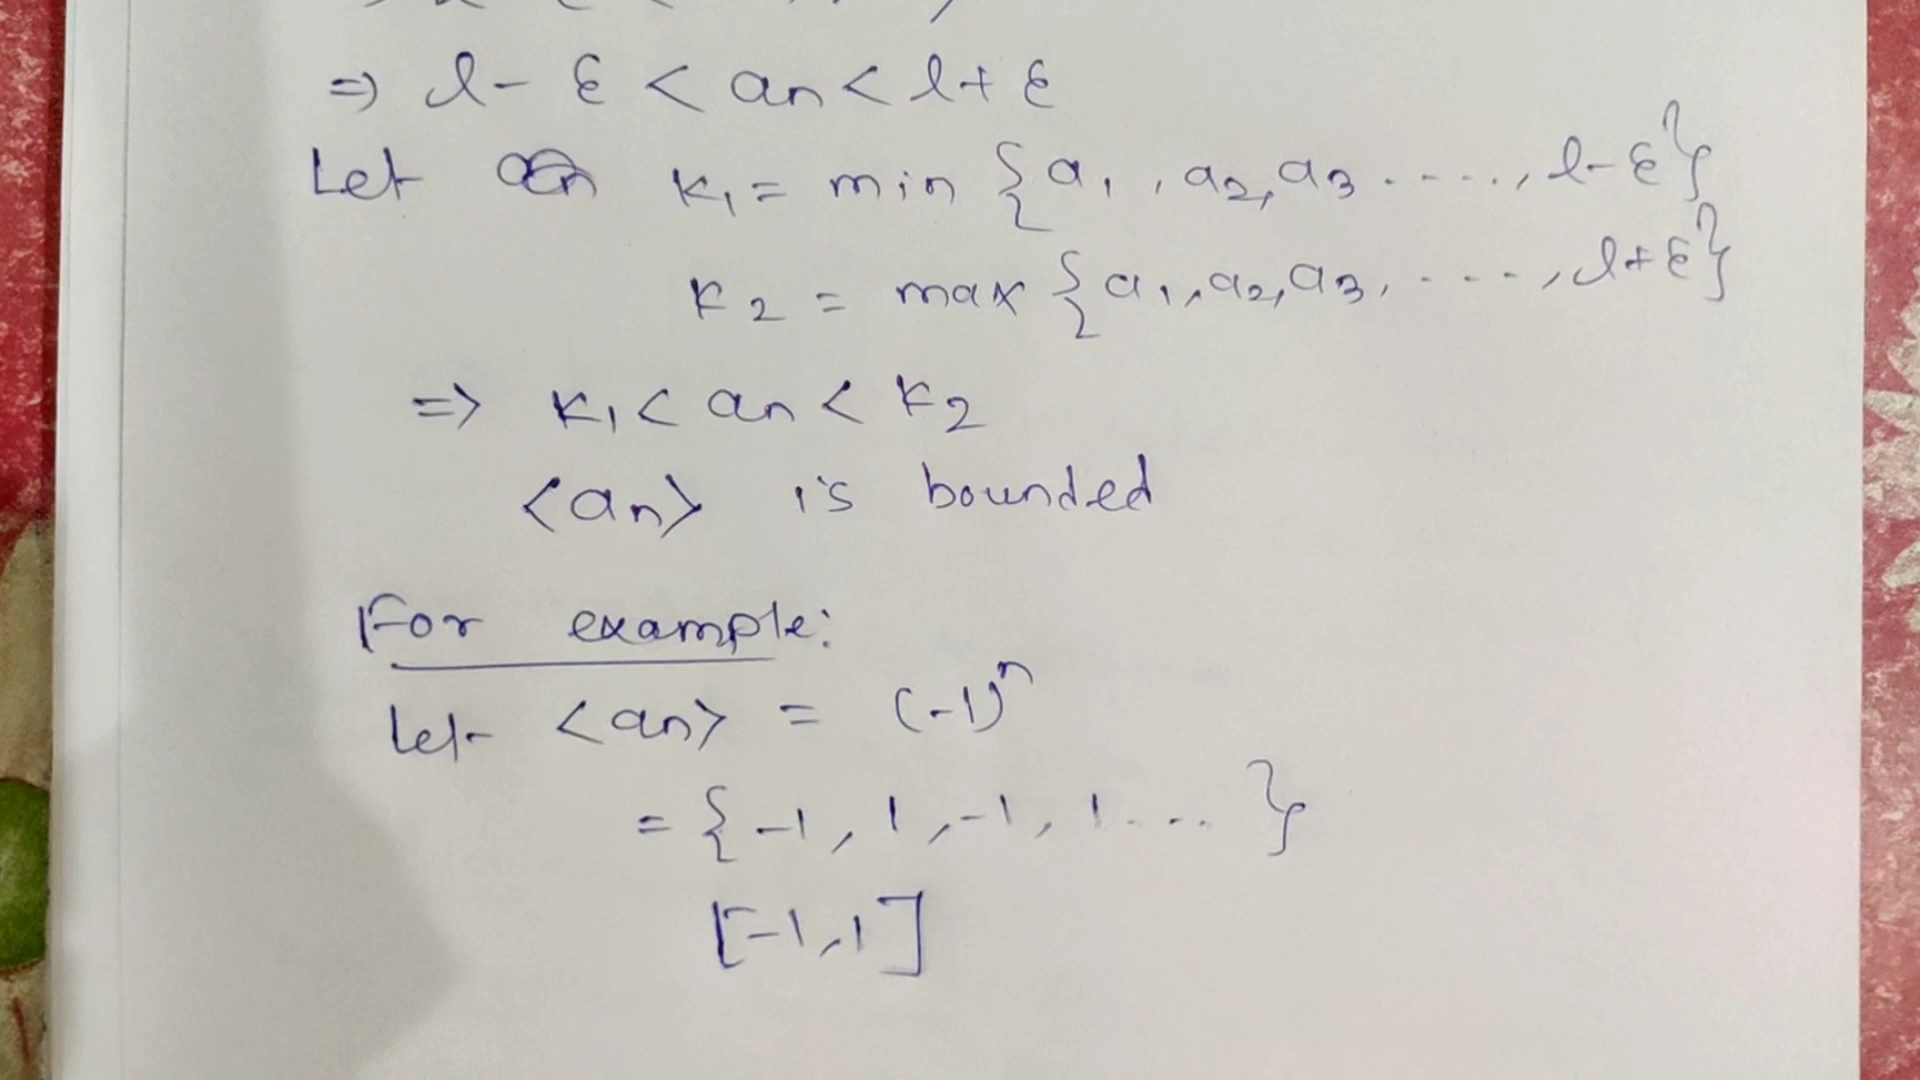 ⇒ l - ε < an < l + ε
Let K1 = min {a1, a2, a3 ....., l - ε}
K2 = max {a1, a2, a3, ...., l + ε}
⇒ K1 < an < K2
<an> is bounded
For example:
Let <an> = (-1)^n
= {-1, 1, -1, 1 .... }
[-1, 1]